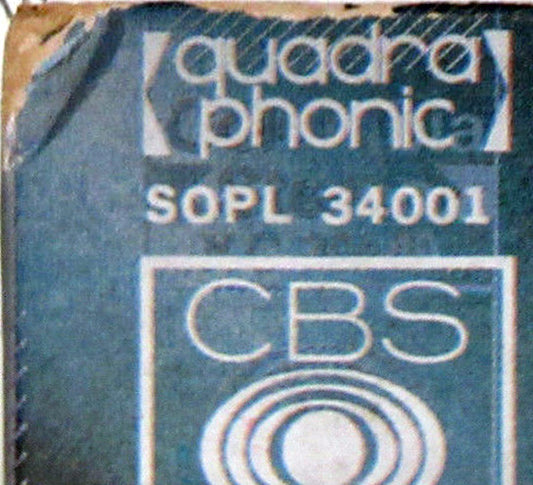 quadra
phonic
SOPL 34001
CBS